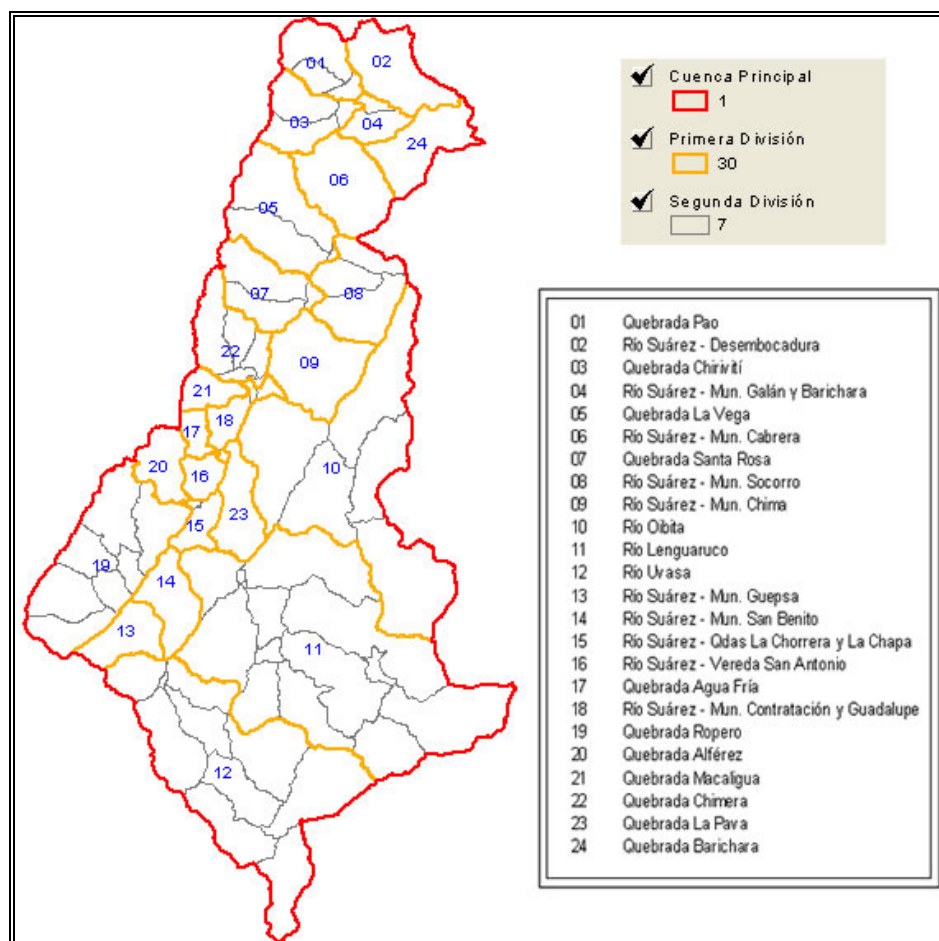 04
02
03
04
24
06
05
07
08
22
09
21
18
17
20
16
10
23
15
19
14
13
11
12
Cuenca Principal
1
Primera División
30
Segunda División
7
01 Quebrada Pao
02 Río Suárez - Desembocadura
03 Quebrada Chirivití
04 Río Suárez - Mun. Galán y Barichara
05 Quebrada La Vega
06 Río Suárez - Mun. Cabrera
07 Quebrada Santa Rosa
08 Río Suárez - Mun. Socorro
09 Río Suárez - Mun. Chima
10 Río Oibita
11 Río Lenguaruco
12 Río Uvasa
13 Río Suárez - Mun. Guepsa
14 Río Suárez - Mun. San Benito
15 Río Suárez - Qdas La Chorrera y La Chapa
16 Río Suárez - Vereda San Antonio
17 Quebrada Agua Fría
18 Río Suárez - Mun. Contratación y Guadalupe
19 Quebrada Ropero
20 Quebrada Alférez
21 Quebrada Macaligua
22 Quebrada Chimera
23 Quebrada La Pava
24 Quebrada Barichara